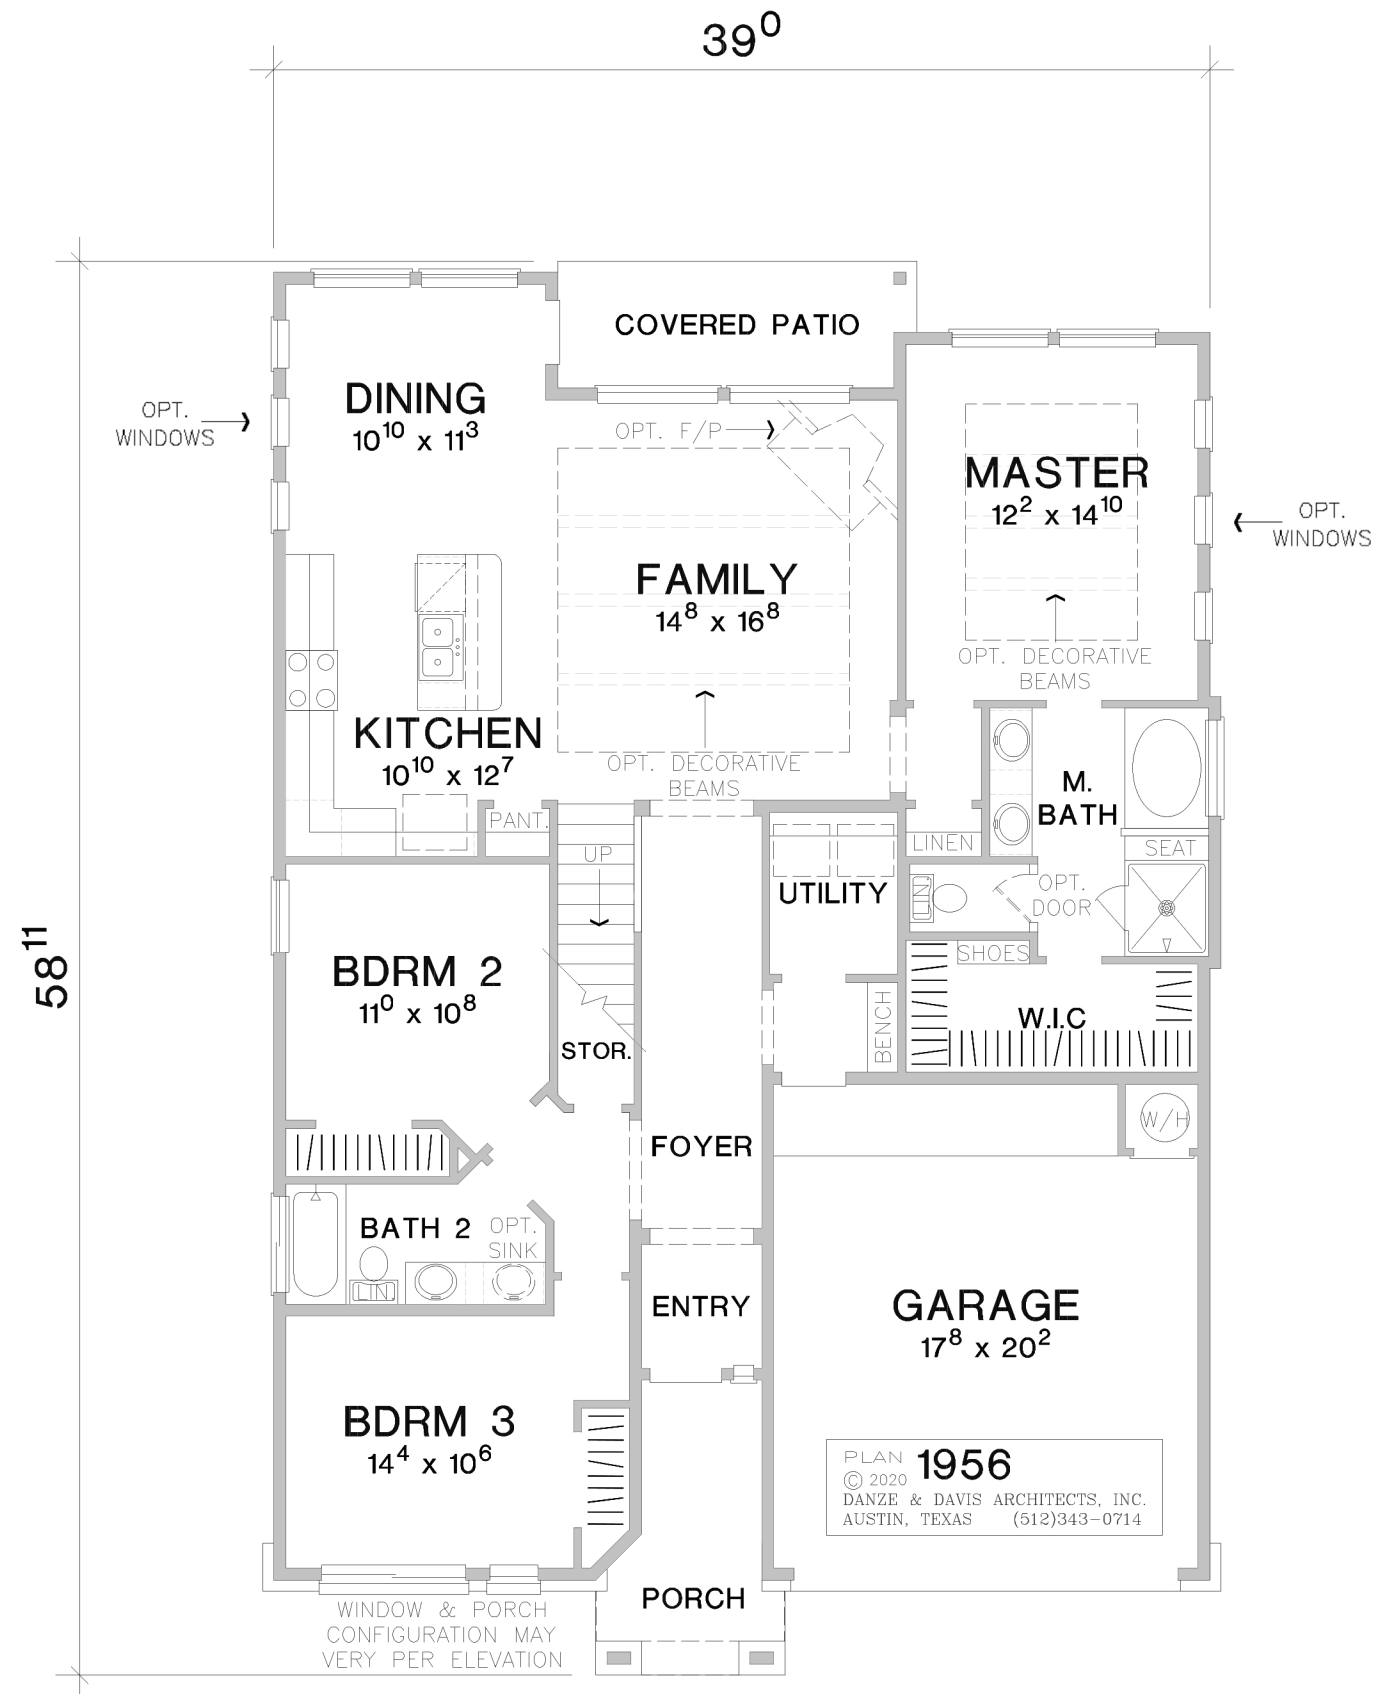 39⁰
COVERED PATIO
DINING
10¹⁰ x 11³
OPT.
WINDOWS
OPT. F/P
MASTER
12² x 14¹⁰
OPT.
WINDOWS
FAMILY
14⁸ x 16⁸
OPT. DECORATIVE
BEAMS
KITCHEN
10¹⁰ x 12⁷
OPT. DECORATIVE
BEAMS
M.
BATH
PANT.
LINEN
SEAT
UP
UTILITY
LIN
OPT.
DOOR
58¹¹
BDRM 2
11⁰ x 10⁸
SHOES
BENCH
W.I.C
STOR.
FOYER
W/H
BATH 2
OPT.
SINK
LIN.
ENTRY
GARAGE
17⁸ x 20²
BDRM 3
14⁴ x 10⁶
PLAN 1956
© 2020
DANZE & DAVIS ARCHITECTS, INC.
AUSTIN, TEXAS (512)343-0714
PORCH
WINDOW & PORCH
CONFIGURATION MAY
VERY PER ELEVATION